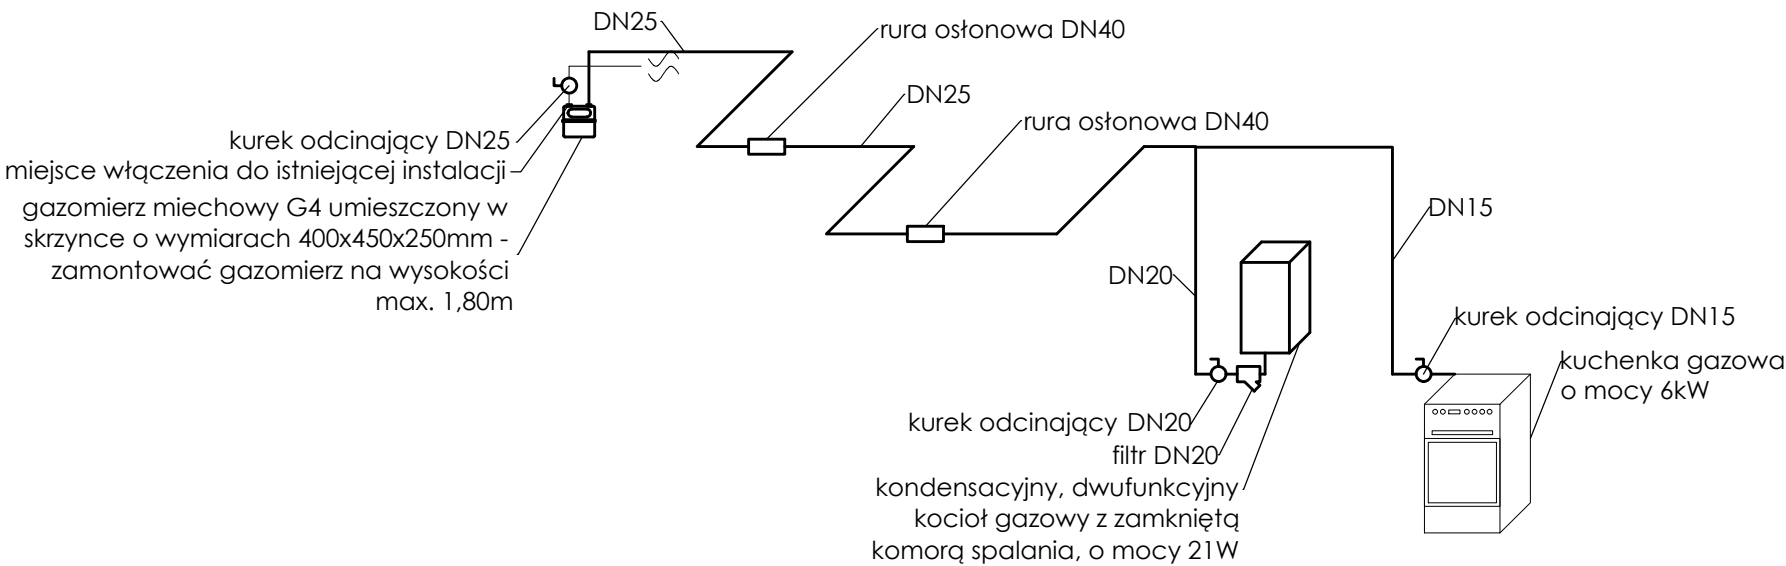 DN25
rura osłonowa DN40
DN25
rura osłonowa DN40
kurek odcinający DN25
miejsce włączenia do istniejącej instalacji
gazomierz miechowy G4 umieszczony w
skrzynce o wymiarach 400x450x250mm -
zamontować gazomierz na wysokości
max. 1,80m
DN15
DN20
kurek odcinający DN15
kuchenka gazowa
o mocy 6kW
kurek odcinający DN20
filtr DN20
kondensacyjny, dwufunkcyjny
kocioł gazowy z zamkniętą
komorą spalania, o mocy 21W